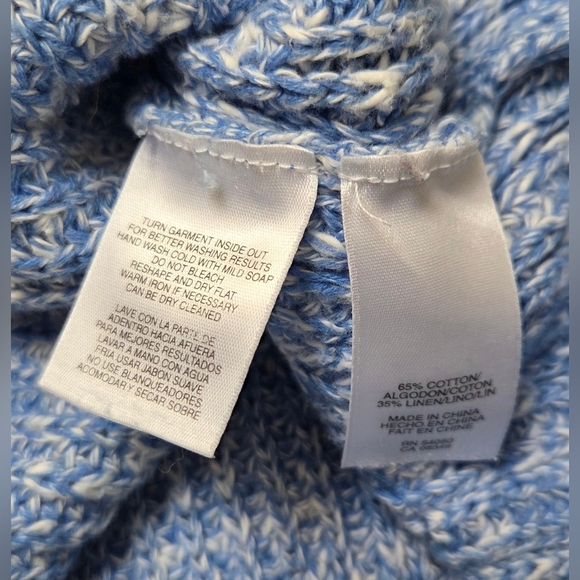 TURN GARMENT INSIDE OUT
FOR BETTER WASHING RESULTS
HAND WASH COLD WITH MILD SOAP
DO NOT BLEACH
RESHAPE AND DRY FLAT
WARM IRON IF NECESSARY
CAN BE DRY CLEANED
LAVE CON LA PARTE DE
ADENTRO HACIA AFUERA
PARA MEJORES RESULTADOS
LAVAR A MANO CON AGUA
FRIA USAR JABON SUAVE
NO USE BLANQUEADORES
ACOMODAR Y SECAR SOBRE
65% COTTON/
ALGODON/COTON
35% LINEN/LINO/LIN
MADE IN CHINA
HECHO EN CHINA
FAIT EN CHINE
RN
CA